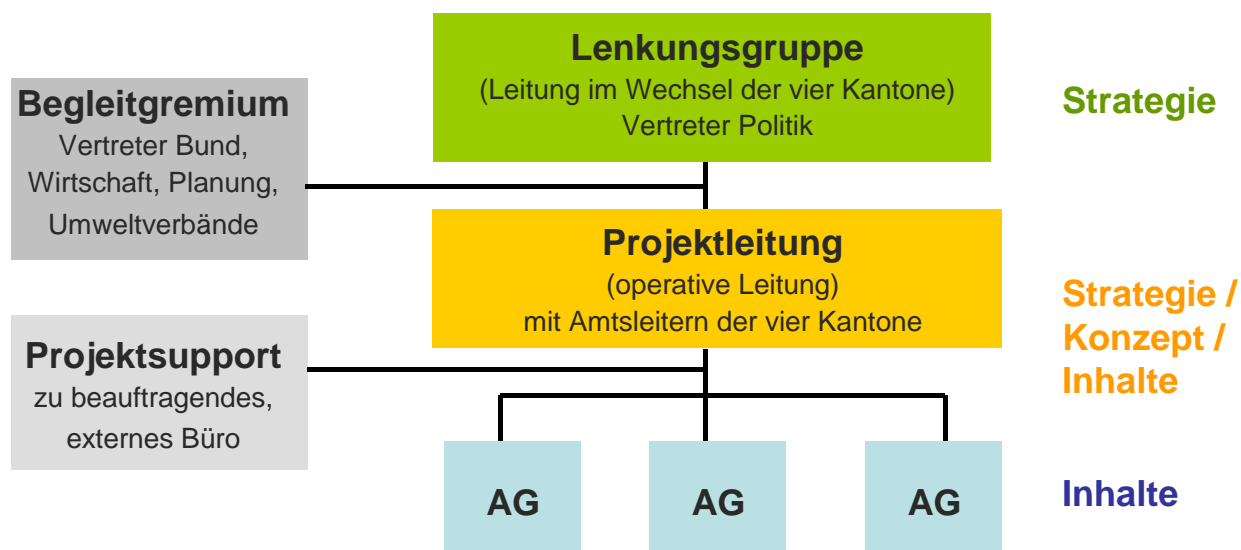 Lenkungsgruppe
(Leitung im Wechsel der vier Kantone)
Vertreter Politik
Strategie
Begleitgremium
Vertreter Bund,
Wirtschaft, Planung,
Umweltverbände
Projektleitung
(operative Leitung)
mit Amtsleitern der vier Kantone
Strategie /
Konzept /
Inhalte
Projektsupport
zu beauftragendes,
externes Büro
AG
AG
AG
Inhalte